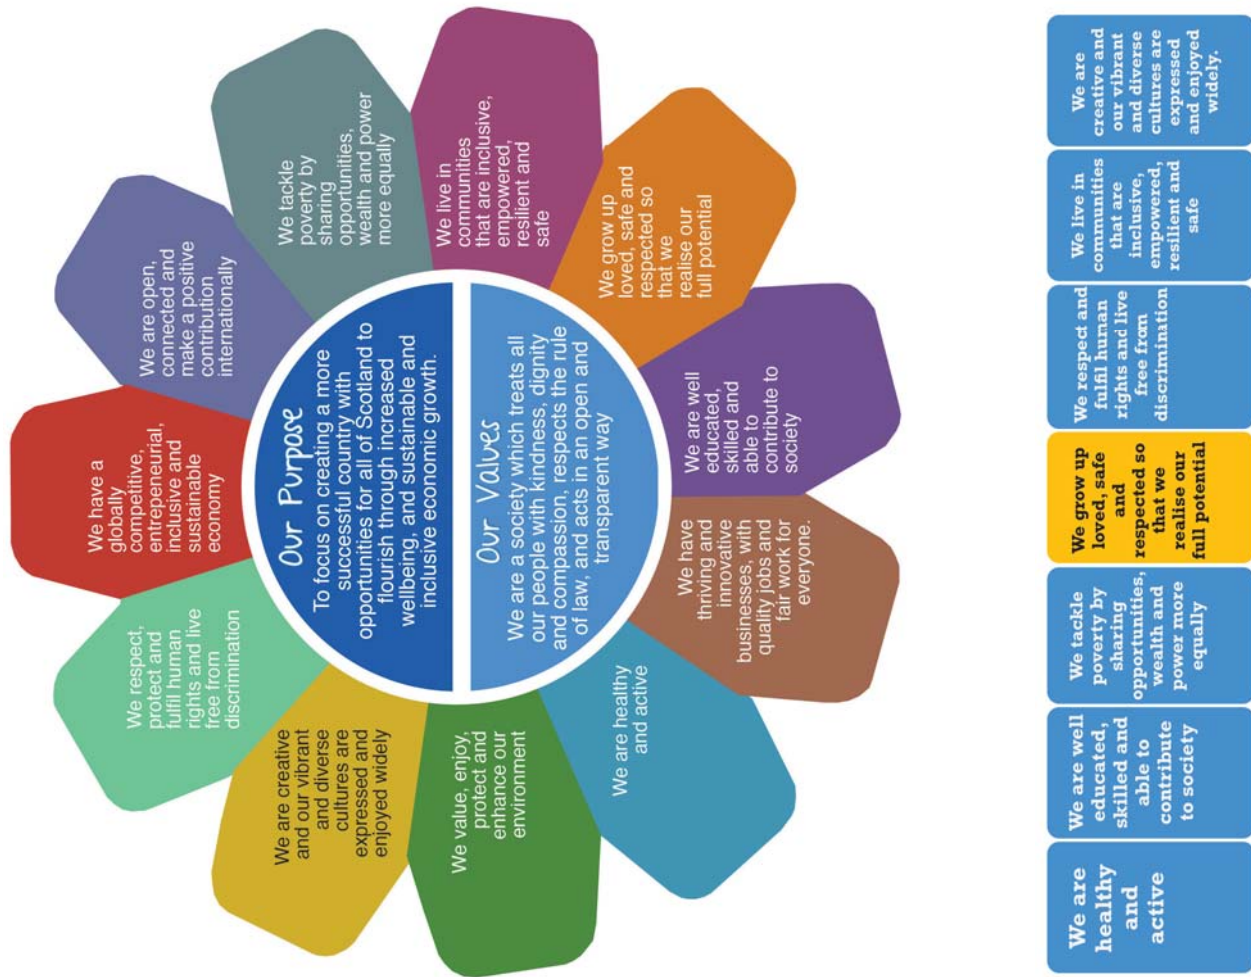 We have a
globally
competitive,
entrepreneurial,
inclusive and
sustainable
economy
We are open,
connected and
make a positive
contribution
internationally
We tackle
poverty by
sharing
opportunities,
wealth and power
more equally
We live in
communities
that are inclusive,
empowered,
resilient and
safe
We grow up
loved, safe and
respected so
that we
realise our
full potential
We are well
educated,
skilled and
able to
contribute to
society
We have
thriving and
innovative
businesses, with
quality jobs and
fair work for
everyone.
We are healthy
and active
We value, enjoy,
protect and
enhance our
environment
We are creative
and our vibrant
and diverse
cultures are
expressed and
enjoyed widely
We respect,
protect and
fulfil human
rights and live
free from
discrimination
Our Purpose
To focus on creating a more
successful country with
opportunities for all of Scotland to
flourish through increased
wellbeing, and sustainable and
inclusive economic growth.
Our Values
We are a society which treats all
our people with kindness, dignity
and compassion, respects the rule
of law, and acts in an open and
transparent way
We are
healthy
and
active
We are well
educated,
skilled and
able to
contribute
to society
We tackle
poverty by
sharing
opportunities,
wealth and
power more
equally
We grow up
loved, safe
and
respected so
that we
realise our
full potential
We respect and
fulfil human
rights and live
free from
discrimination
We live in
communities
that are
inclusive,
empowered,
resilient and
safe
We are
creative and
our vibrant
and diverse
cultures are
expressed
and enjoyed
widely.